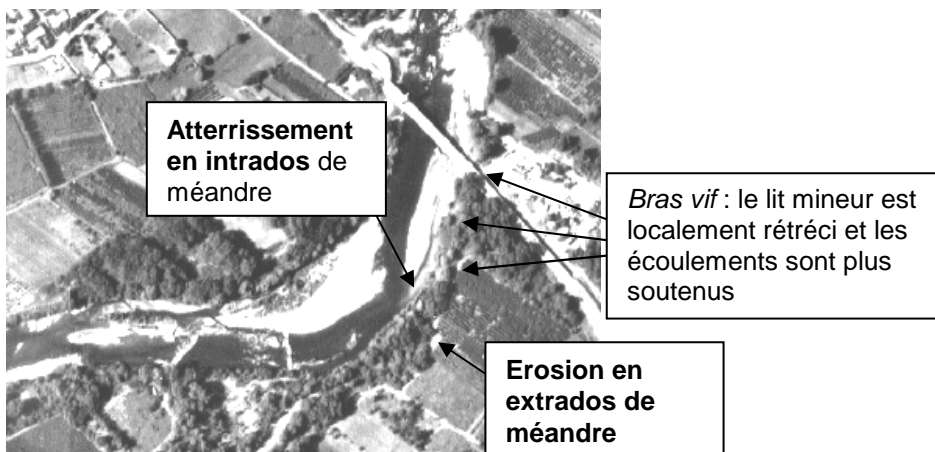 Atterrissement
en intrados de
méandre
Bras vif : le lit mineur est
localement rétréci et les
écoulements sont plus
soutenus
Erosion en
extrados de
méandre